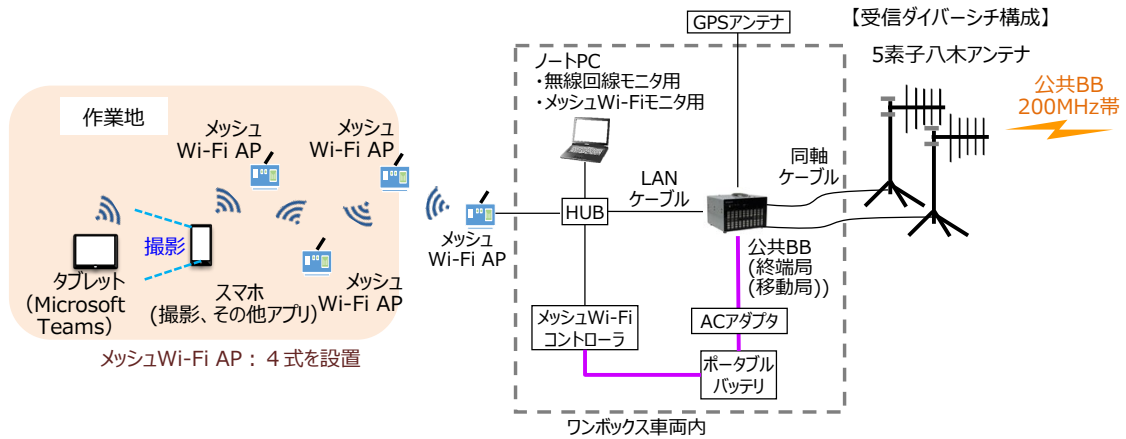 GPSアンテナ
【受信ダイバーシチ構成】
5素子八木アンテナ
公共BB
200MHz帯
ノートPC
・無線回線モニタ用
・メッシュWi-Fiモニタ用
作業地
メッシュ
Wi-Fi AP
メッシュ
Wi-Fi AP
メッシュ
Wi-Fi AP
メッシュ
Wi-Fi AP
撮影
タブレット
(Microsoft
Teams)
スマホ
(撮影、その他アプリ)
HUB
LAN
ケーブル
同軸
ケーブル
公共BB
(終端局
(移動局))
メッシュWi-Fi
コントローラ
ACアダプタ
ポータブル
バッテリ
メッシュWi-Fi AP：４式を設置
ワンボックス車両内